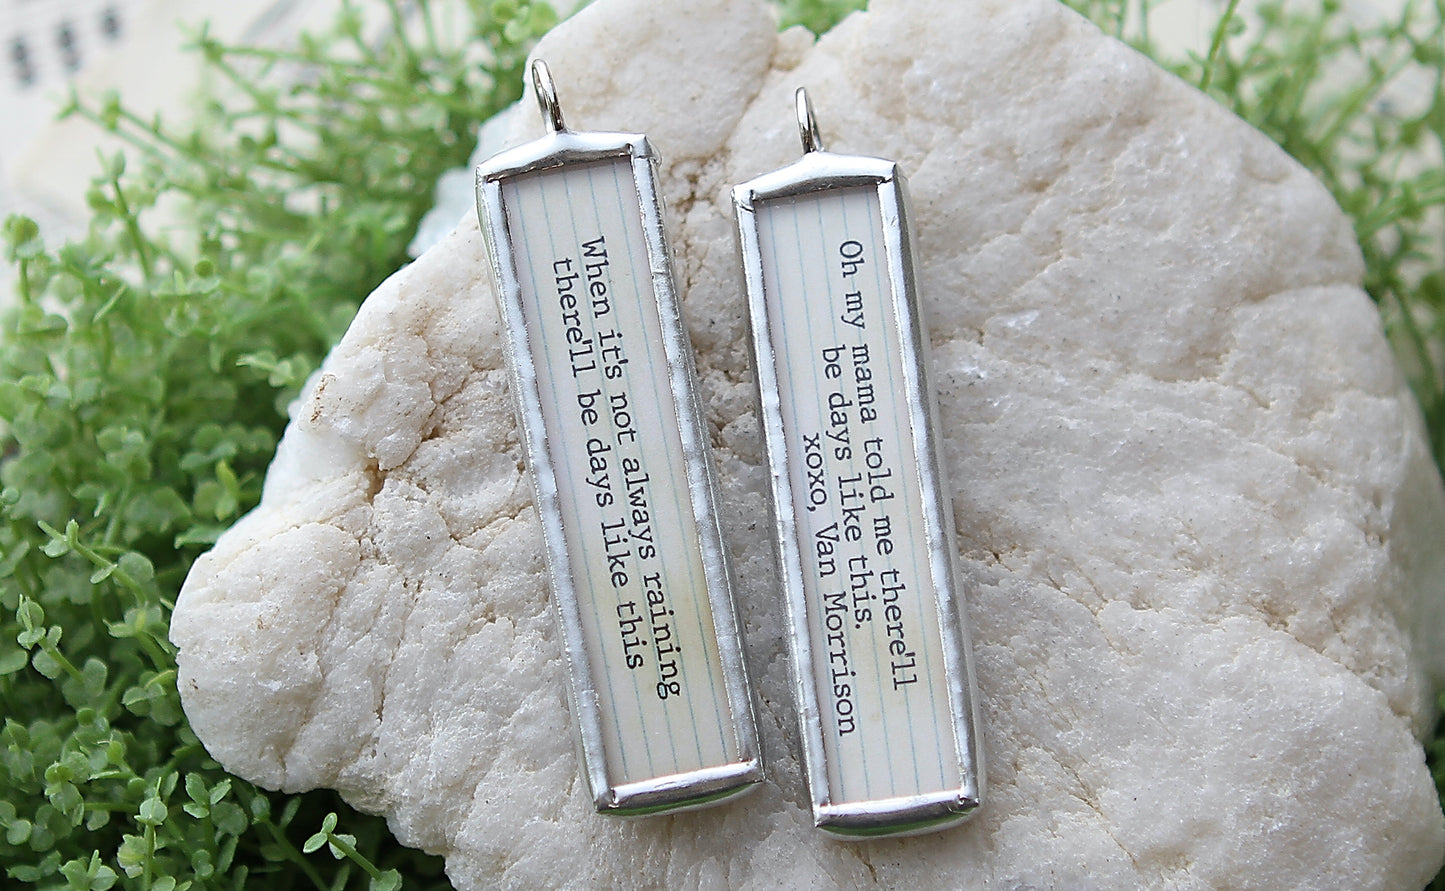 When it's not always raining
there'll be days like this
Oh my mama told me there'll
be days like this.
xoxo, Van Morrison